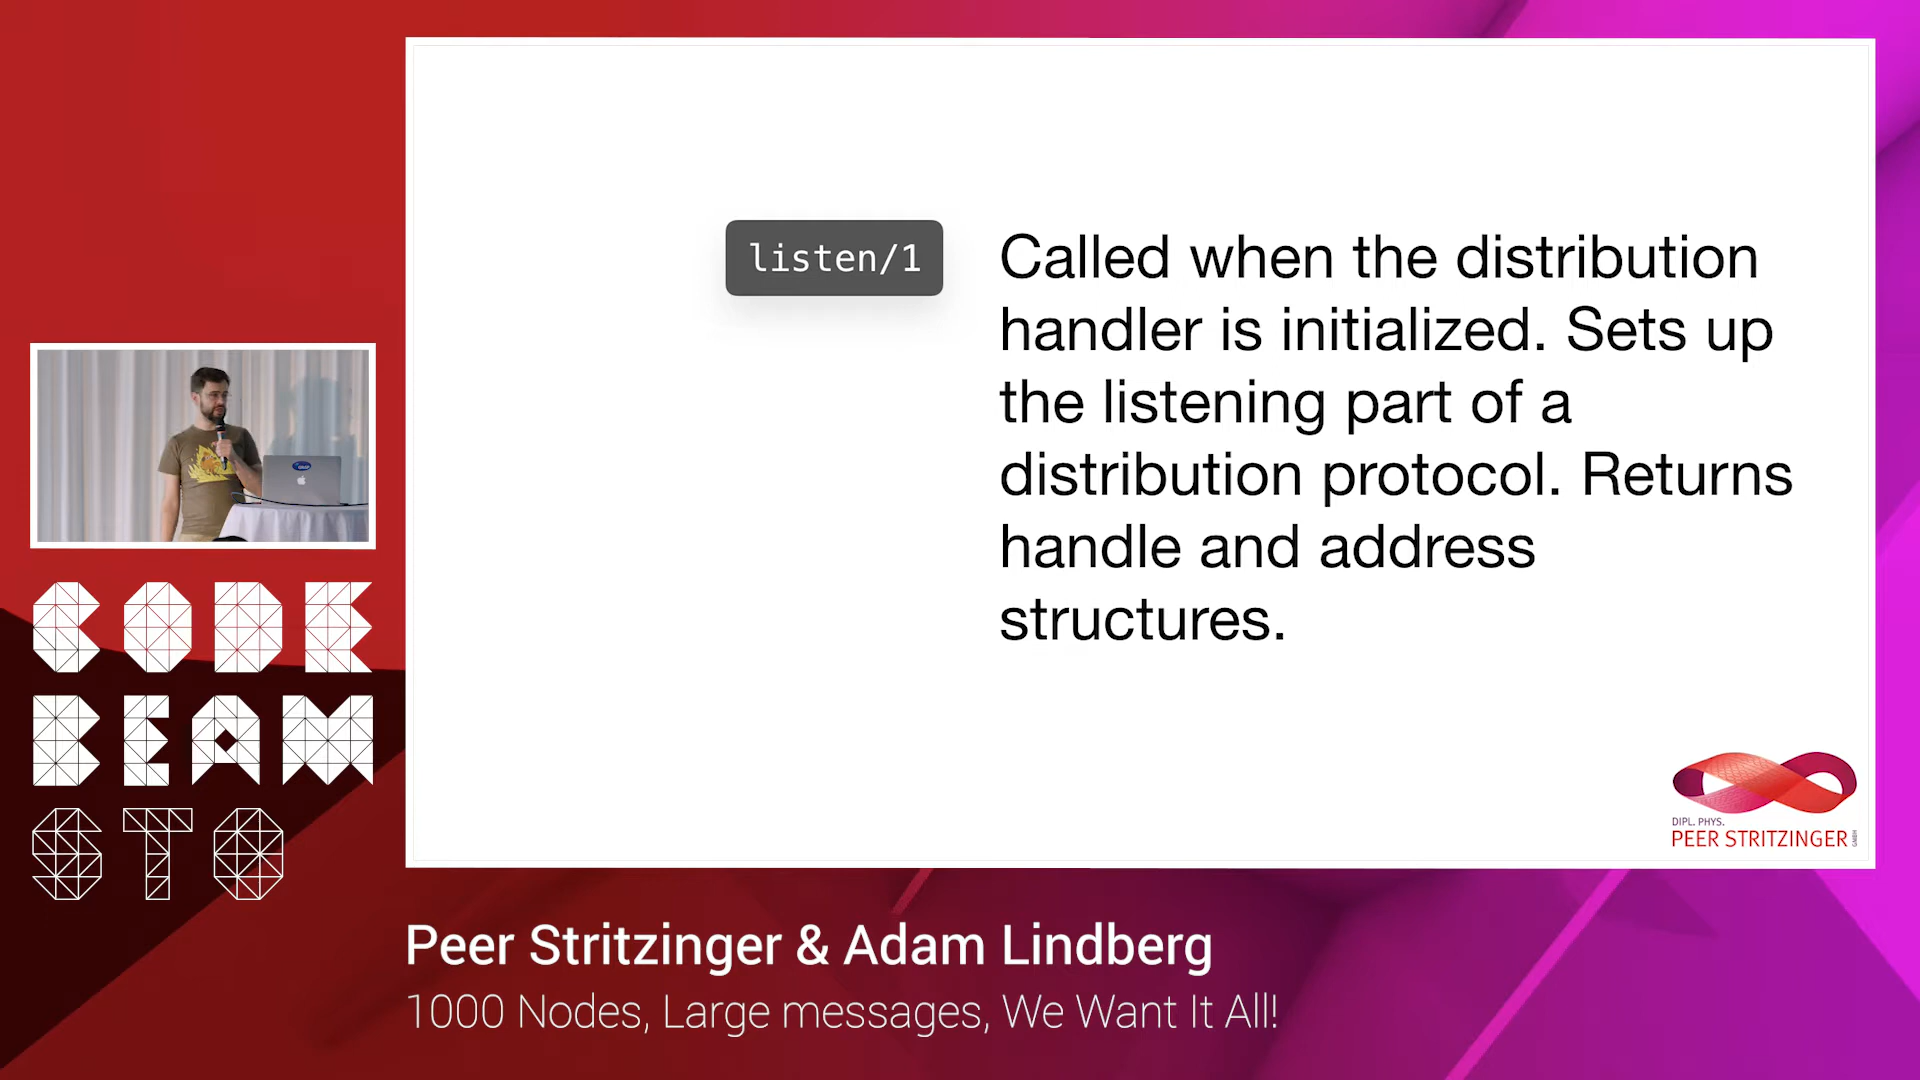 listen/1
Called when the distribution
handler is initialized. Sets up
the listening part of a
distribution protocol. Returns
handle and address
structures.
DIPL. PHYS.
PEER STRITZINGER GMBH
CODE
BEAM
STO
Peer Stritzinger & Adam Lindberg
1000 Nodes, Large messages, We Want It All!